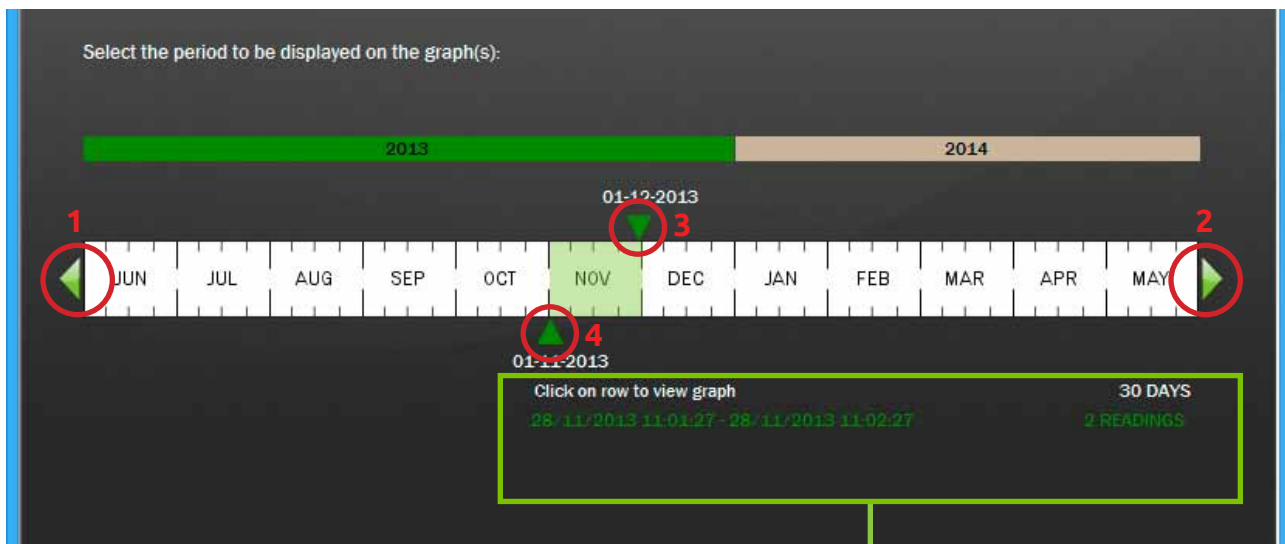 Select the period to be displayed on the graph(s):
2013 2014
01-12-2013
1 3 2
JUN JUL AUG SEP OCT NOV DEC JAN FEB MAR APR MAY
4
01-11-2013
Click on row to view graph 30 DAYS
28/11/2013 11:01:27 - 28/11/2013 11:02:27 2 READINGS